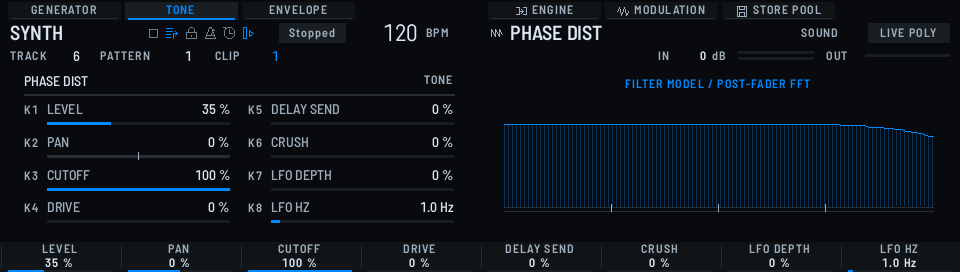 GENERATOR TONE ENVELOPE ENGINE MODULATION STORE POOL
SYNTH Stopped 120 BPM PHASE DIST SOUND LIVE POLY
TRACK 6 PATTERN 1 CLIP 1 IN 0 dB OUT
PHASE DIST TONE
FILTER MODEL / POST-FADER FFT
K1 LEVEL 35 % K5 DELAY SEND 0 %
K2 PAN 0 % K6 CRUSH 0 %
K3 CUTOFF 100 % K7 LFO DEPTH 0 %
K4 DRIVE 0 % K8 LFO HZ 1.0 Hz
LEVEL PAN CUTOFF DRIVE DELAY SEND CRUSH LFO DEPTH LFO HZ
35 % 0 % 100 % 0 % 0 % 0 % 0 % 1.0 Hz